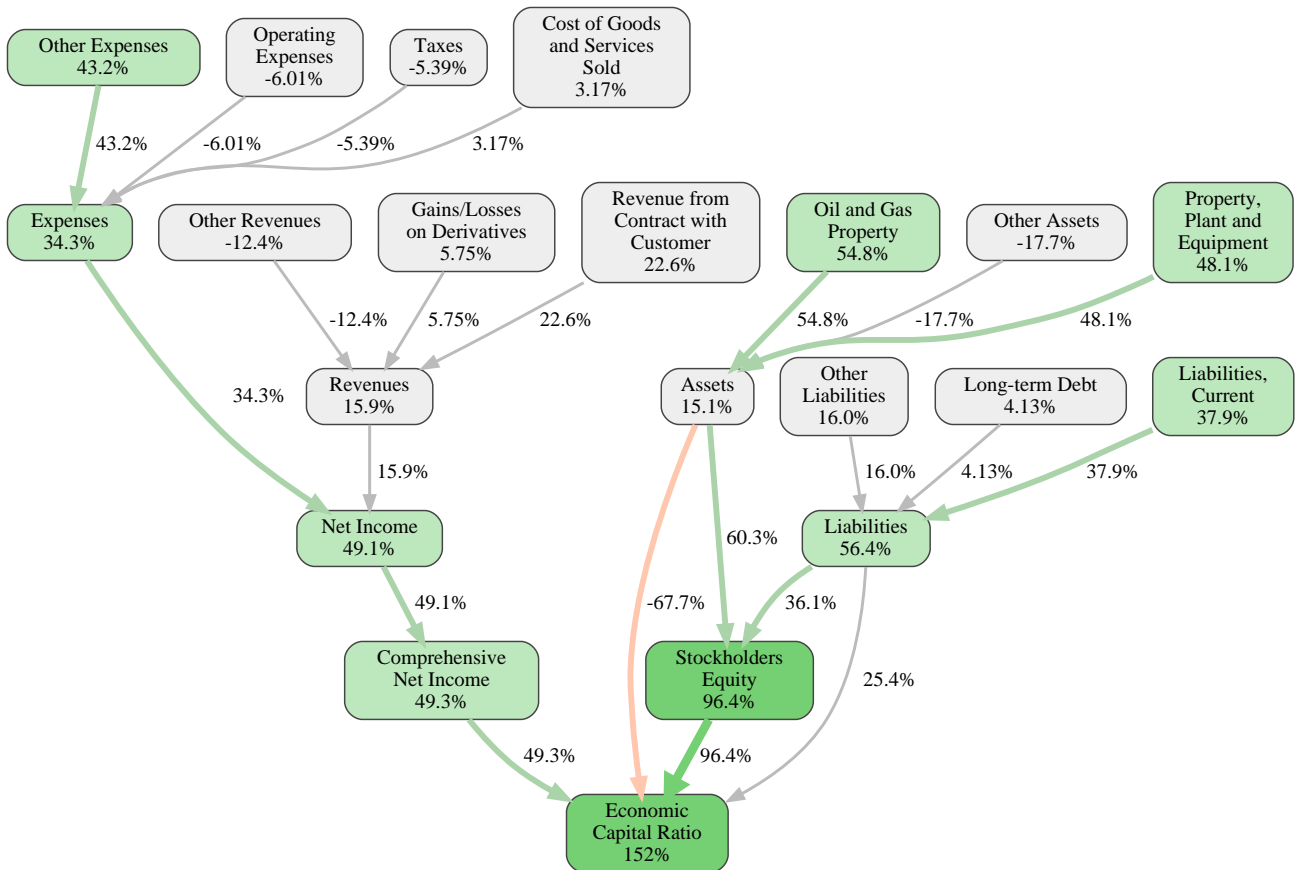 Other Expenses
43.2%
Operating
Expenses
-6.01%
Taxes
-5.39%
Cost of Goods
and Services
Sold
3.17%
43.2%
-6.01%
-5.39%
3.17%
Expenses
34.3%
Other Revenues
-12.4%
Gains/Losses
on Derivatives
5.75%
Revenue from
Contract with
Customer
22.6%
Oil and Gas
Property
54.8%
Other Assets
-17.7%
Property,
Plant and
Equipment
48.1%
-12.4%
5.75%
22.6%
54.8%
-17.7%
48.1%
34.3%
Revenues
15.9%
Assets
15.1%
Other
Liabilities
16.0%
Long-term Debt
4.13%
Liabilities,
Current
37.9%
15.9%
16.0%
4.13%
37.9%
Net Income
49.1%
60.3%
Liabilities
56.4%
49.1%
-67.7%
36.1%
Comprehensive
Net Income
49.3%
Stockholders
Equity
96.4%
25.4%
49.3%
96.4%
Economic
Capital Ratio
152%